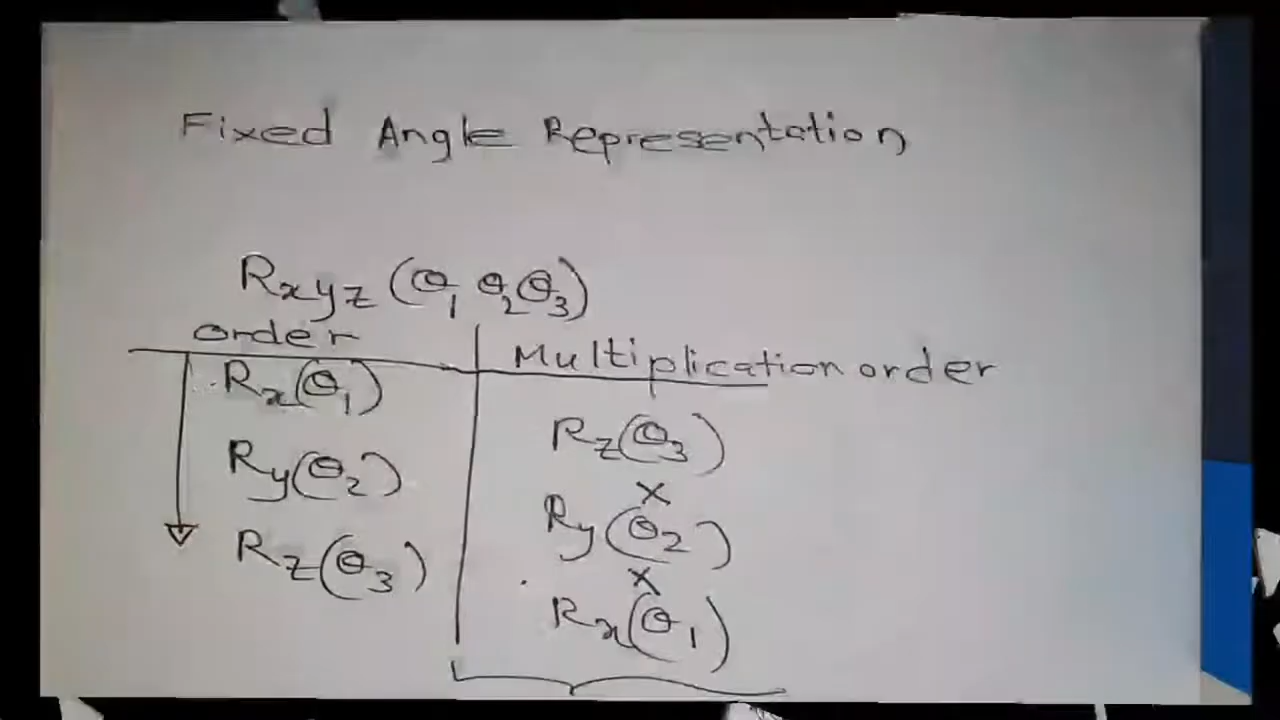 Fixed Angle Representation
Rxyz (θ1 θ2 θ3)
order
Rx(θ1)
Ry(θ2)
Rz(θ3)
Multiplication order
Rz(θ3)
×
Ry(θ2)
×
Rx(θ1)